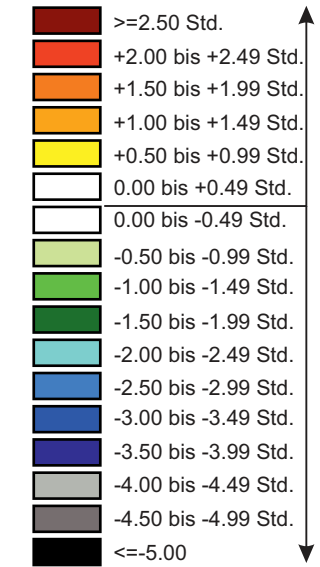 >=2.50 Std.
+2.00 bis +2.49 Std.
+1.50 bis +1.99 Std.
+1.00 bis +1.49 Std.
+0.50 bis +0.99 Std.
0.00 bis +0.49 Std.
0.00 bis -0.49 Std.
-0.50 bis -0.99 Std.
-1.00 bis -1.49 Std.
-1.50 bis -1.99 Std.
-2.00 bis -2.49 Std.
-2.50 bis -2.99 Std.
-3.00 bis -3.49 Std.
-3.50 bis -3.99 Std.
-4.00 bis -4.49 Std.
-4.50 bis -4.99 Std.
<=-5.00